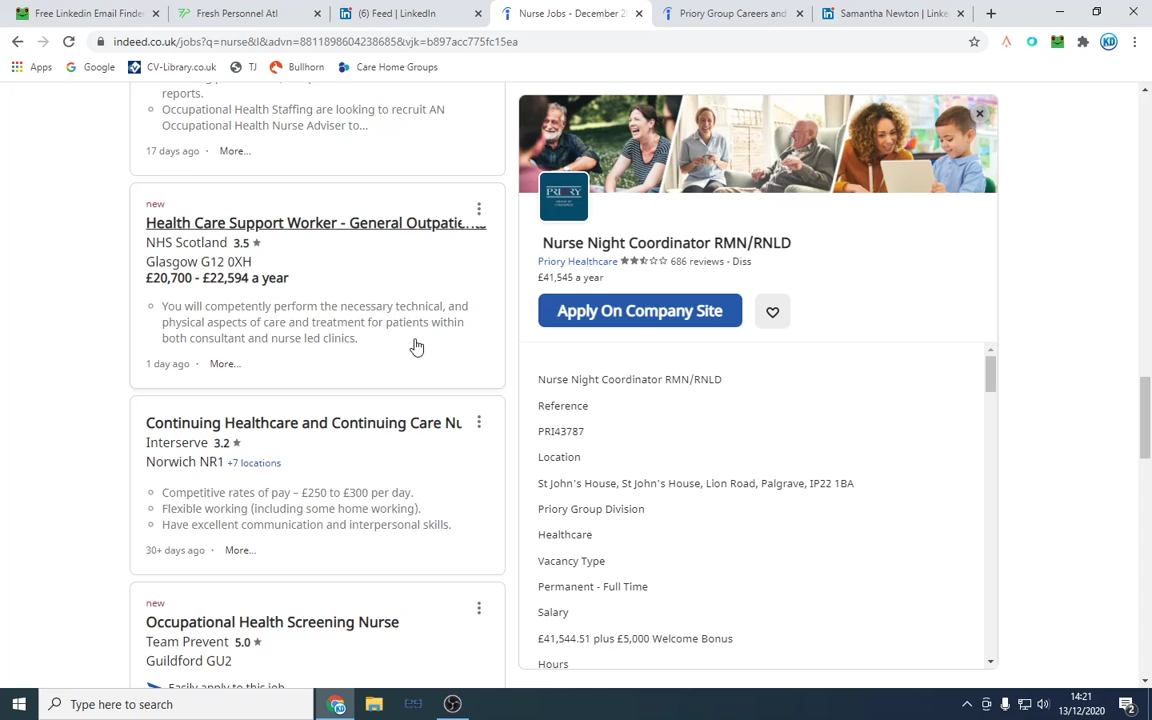 Free Linkedin Email Finder
Fresh Personnel Atl
(6) Feed | LinkedIn
Nurse Jobs - December 2
Priory Group Careers and
Samantha Newton | Linke
indeed.co.uk/jobs?q=nurse&l&advn=8811898604238685&vjk=b897acc775fc15ea
KD
Apps
Google
CV-Library.co.uk
TJ
Bullhorn
Care Home Groups
reports.
Occupational Health Staffing are looking to recruit AN
Occupational Health Nurse Adviser to...
17 days ago · More...
new
Health Care Support Worker - General Outpatients
NHS Scotland 3.5
Glasgow G12 0XH
£20,700 - £22,594 a year
You will competently perform the necessary technical, and
physical aspects of care and treatment for patients within
both consultant and nurse led clinics.
1 day ago · More...
Continuing Healthcare and Continuing Care Nu
Interserve 3.2
Norwich NR1 +7 locations
Competitive rates of pay – £250 to £300 per day.
Flexible working (including some home working).
Have excellent communication and interpersonal skills.
30+ days ago · More...
new
Occupational Health Screening Nurse
Team Prevent 5.0
Guildford GU2
Easily apply to this job
PRIORY
Nurse Night Coordinator RMN/RNLD
Priory Healthcare 686 reviews - Diss
£41,545 a year
Apply On Company Site
Nurse Night Coordinator RMN/RNLD
Reference
PRI43787
Location
St John's House, St John's House, Lion Road, Palgrave, IP22 1BA
Priory Group Division
Healthcare
Vacancy Type
Permanent - Full Time
Salary
£41,544.51 plus £5,000 Welcome Bonus
Hours
Type here to search
14:21
13/12/2020
2